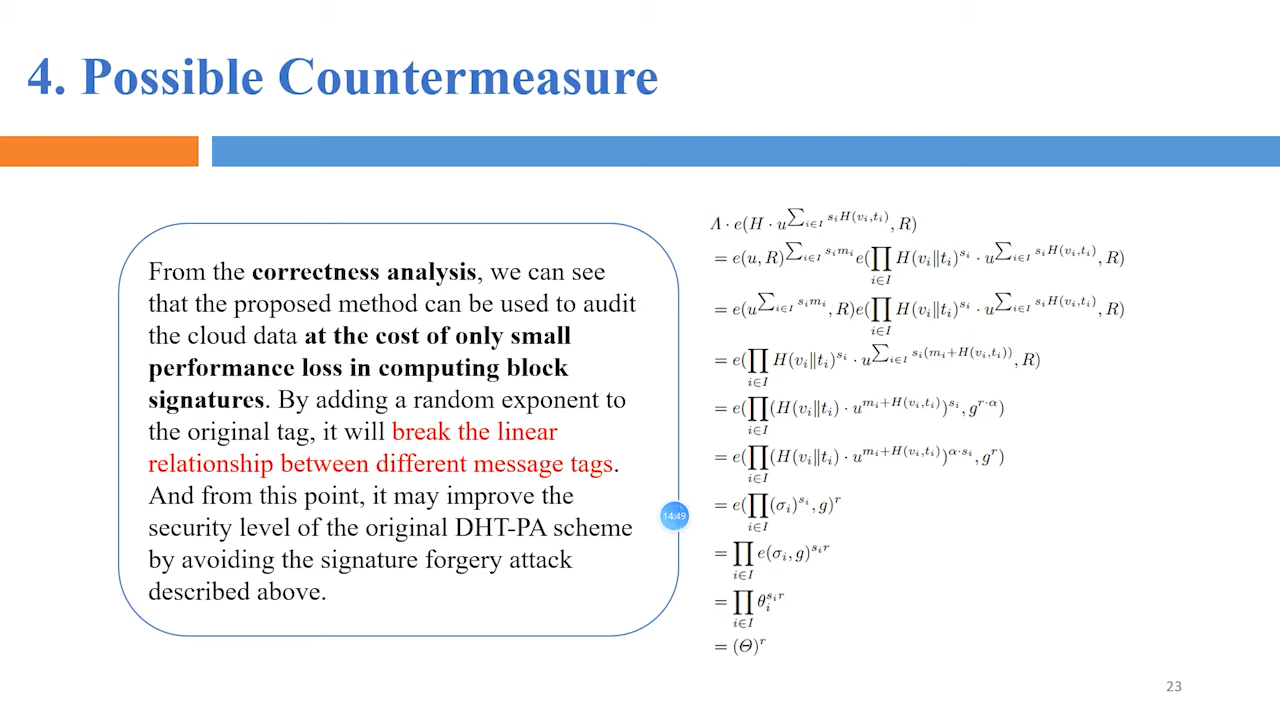 4. Possible Countermeasure
From the correctness analysis, we can see
that the proposed method can be used to audit
the cloud data at the cost of only small
performance loss in computing block
signatures. By adding a random exponent to
the original tag, it will break the linear
relationship between different message tags.
And from this point, it may improve the
security level of the original DHT-PA scheme
by avoiding the signature forgery attack
described above.
14:49
Λ · e(H · u^{∑_{i∈I} s_i H(v_i,t_i)}, R)
= e(u, R)^{∑_{i∈I} s_i m_i} e(∏_{i∈I} H(v_i‖t_i)^{s_i} · u^{∑_{i∈I} s_i H(v_i,t_i)}, R)
= e(u^{∑_{i∈I} s_i m_i}, R)e(∏_{i∈I} H(v_i‖t_i)^{s_i} · u^{∑_{i∈I} s_i H(v_i,t_i)}, R)
= e(∏_{i∈I} H(v_i‖t_i)^{s_i} · u^{∑_{i∈I} s_i(m_i+H(v_i,t_i))}, R)
= e(∏_{i∈I} (H(v_i‖t_i) · u^{m_i+H(v_i,t_i)})^{s_i}, g^{r·α})
= e(∏_{i∈I} (H(v_i‖t_i) · u^{m_i+H(v_i,t_i)})^{α·s_i}, g^r)
= e(∏_{i∈I} (σ_i)^{s_i}, g)^r
= ∏_{i∈I} e(σ_i, g)^{s_i r}
= ∏_{i∈I} θ_i^{s_i r}
= (Θ)^r
23